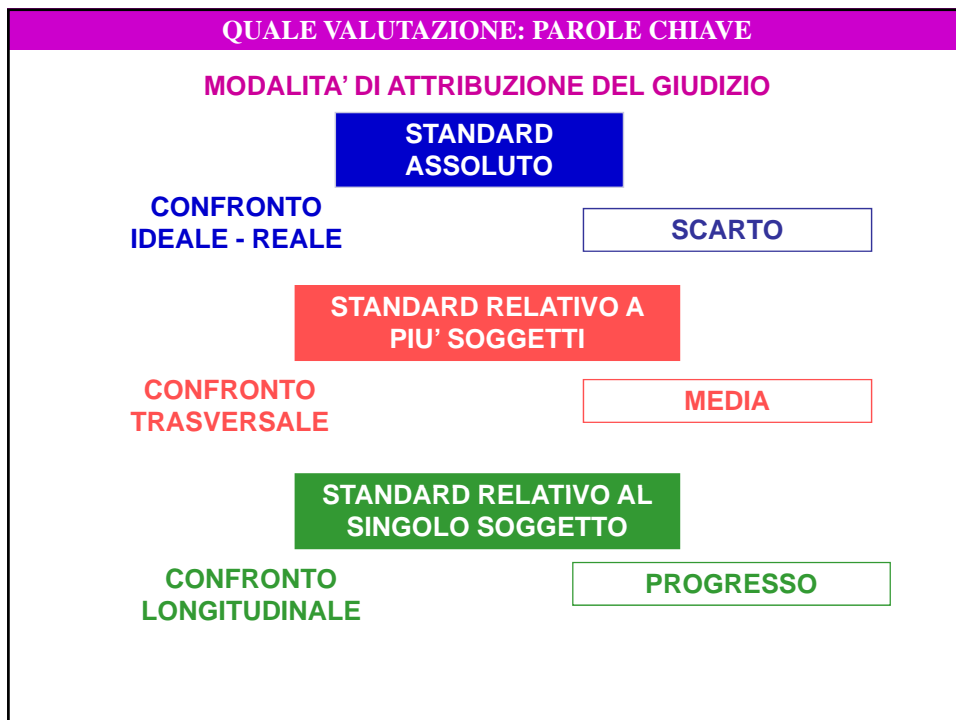 QUALE VALUTAZIONE: PAROLE CHIAVE
MODALITA’ DI ATTRIBUZIONE DEL GIUDIZIO
STANDARD
ASSOLUTO
CONFRONTO
IDEALE - REALE
SCARTO
STANDARD RELATIVO A
PIU’ SOGGETTI
CONFRONTO
TRASVERSALE
MEDIA
STANDARD RELATIVO AL
SINGOLO SOGGETTO
CONFRONTO
LONGITUDINALE
PROGRESSO